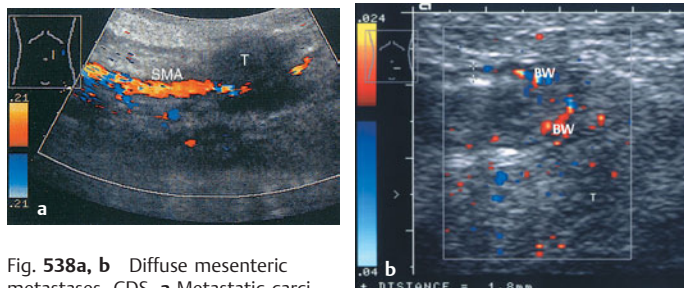 SMA
T
.21
.21
a
a
.024
BW
BW
T
.04
b
+ DISTANCE = 1.8mm
Fig. 538a, b Diffuse mesenteric
metastases, CDS. a Metastatic carci